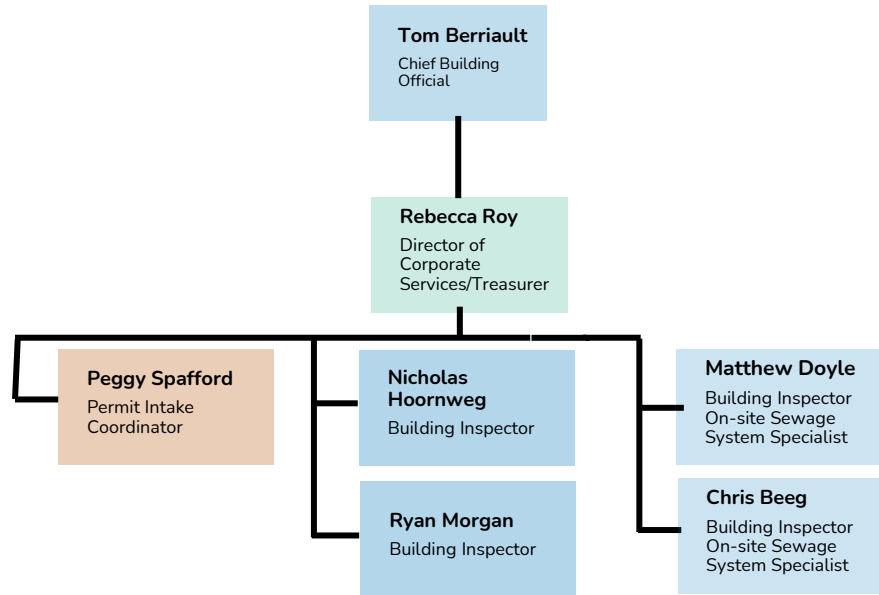 Tom Berriault
Chief Building
Official
Rebecca Roy
Director of
Corporate
Services/Treasurer
Peggy Spafford
Permit Intake
Coordinator
Nicholas
Hoornweg
Building Inspector
Ryan Morgan
Building Inspector
Matthew Doyle
Building Inspector
On-site Sewage
System Specialist
Chris Beeg
Building Inspector
On-site Sewage
System Specialist